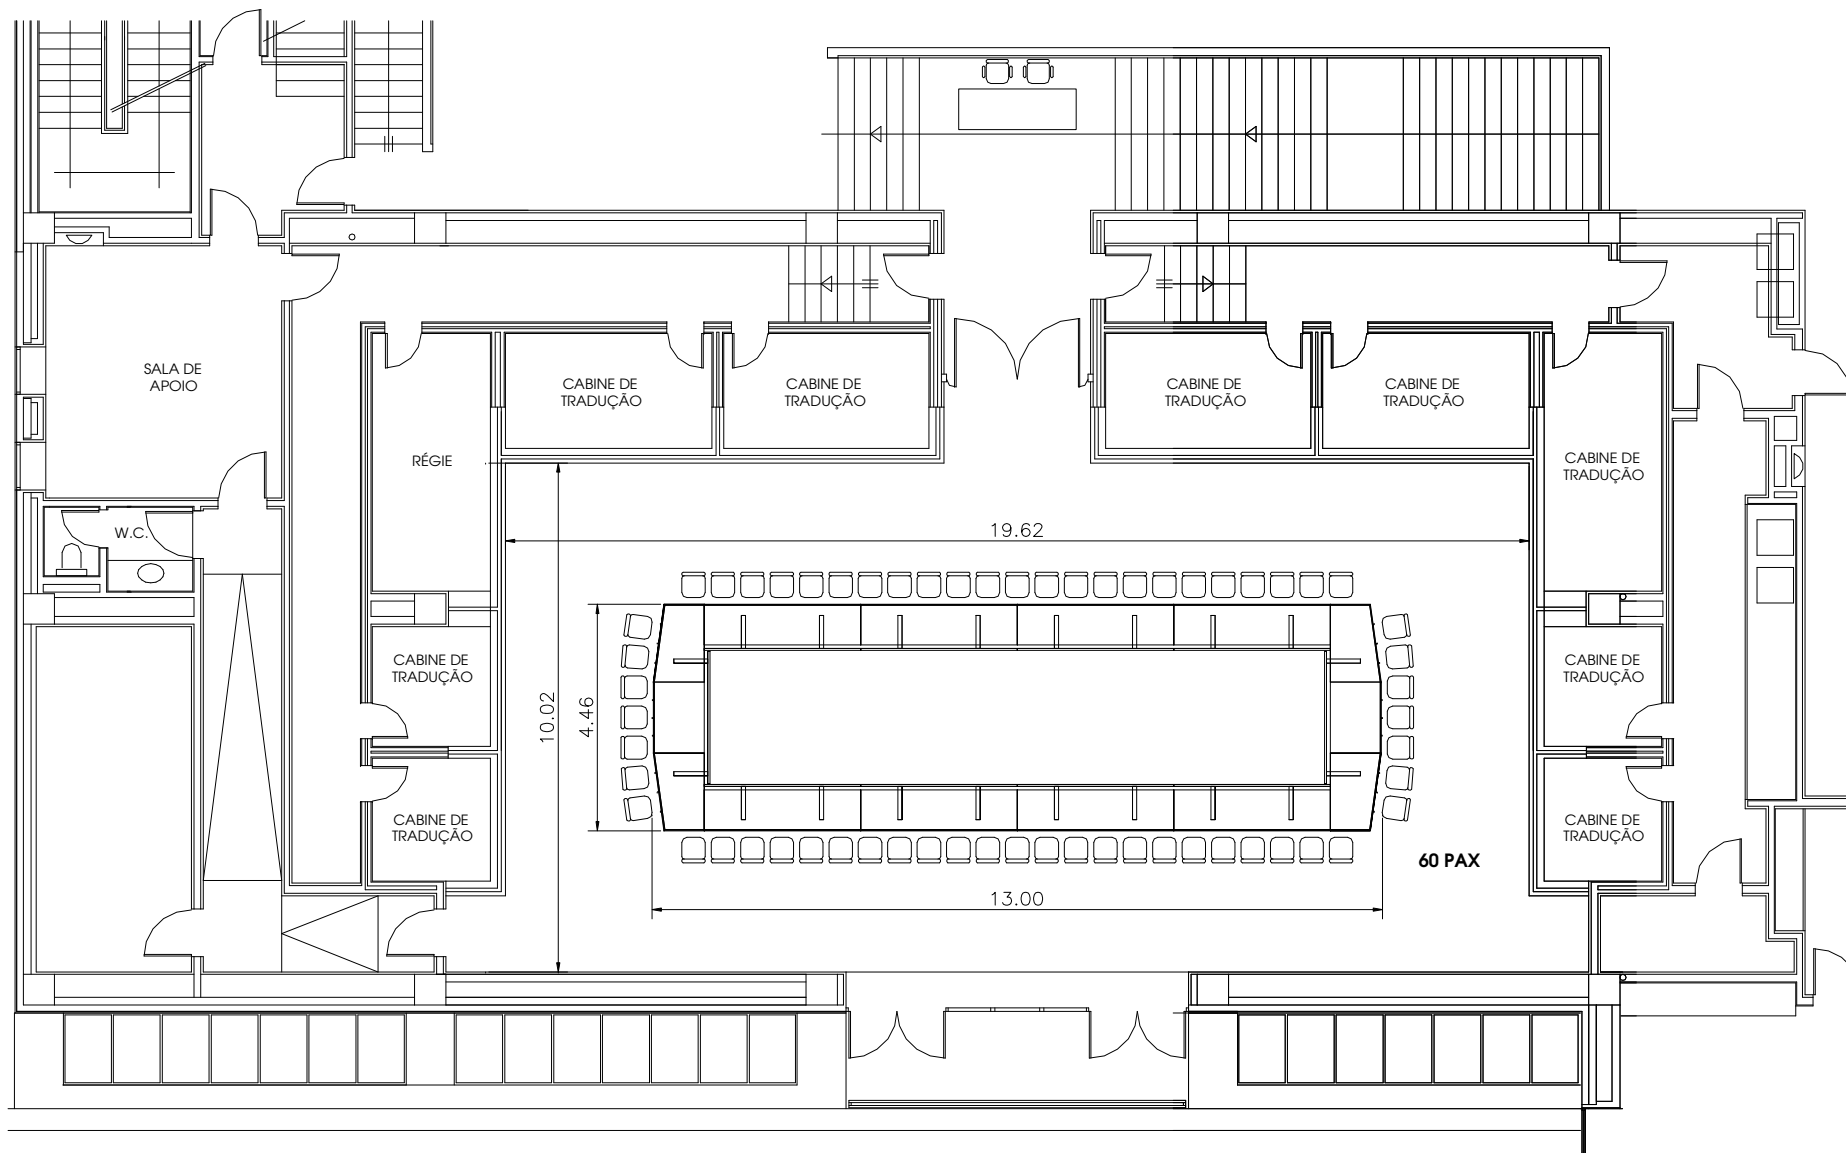 SALA DE
APOIO
CABINE DE
TRADUÇÃO
CABINE DE
TRADUÇÃO
CABINE DE
TRADUÇÃO
CABINE DE
TRADUÇÃO
RÉGIE
CABINE DE
TRADUÇÃO
W.C.
19.62
10.02
4.46
CABINE DE
TRADUÇÃO
CABINE DE
TRADUÇÃO
CABINE DE
TRADUÇÃO
CABINE DE
TRADUÇÃO
60 PAX
13.00